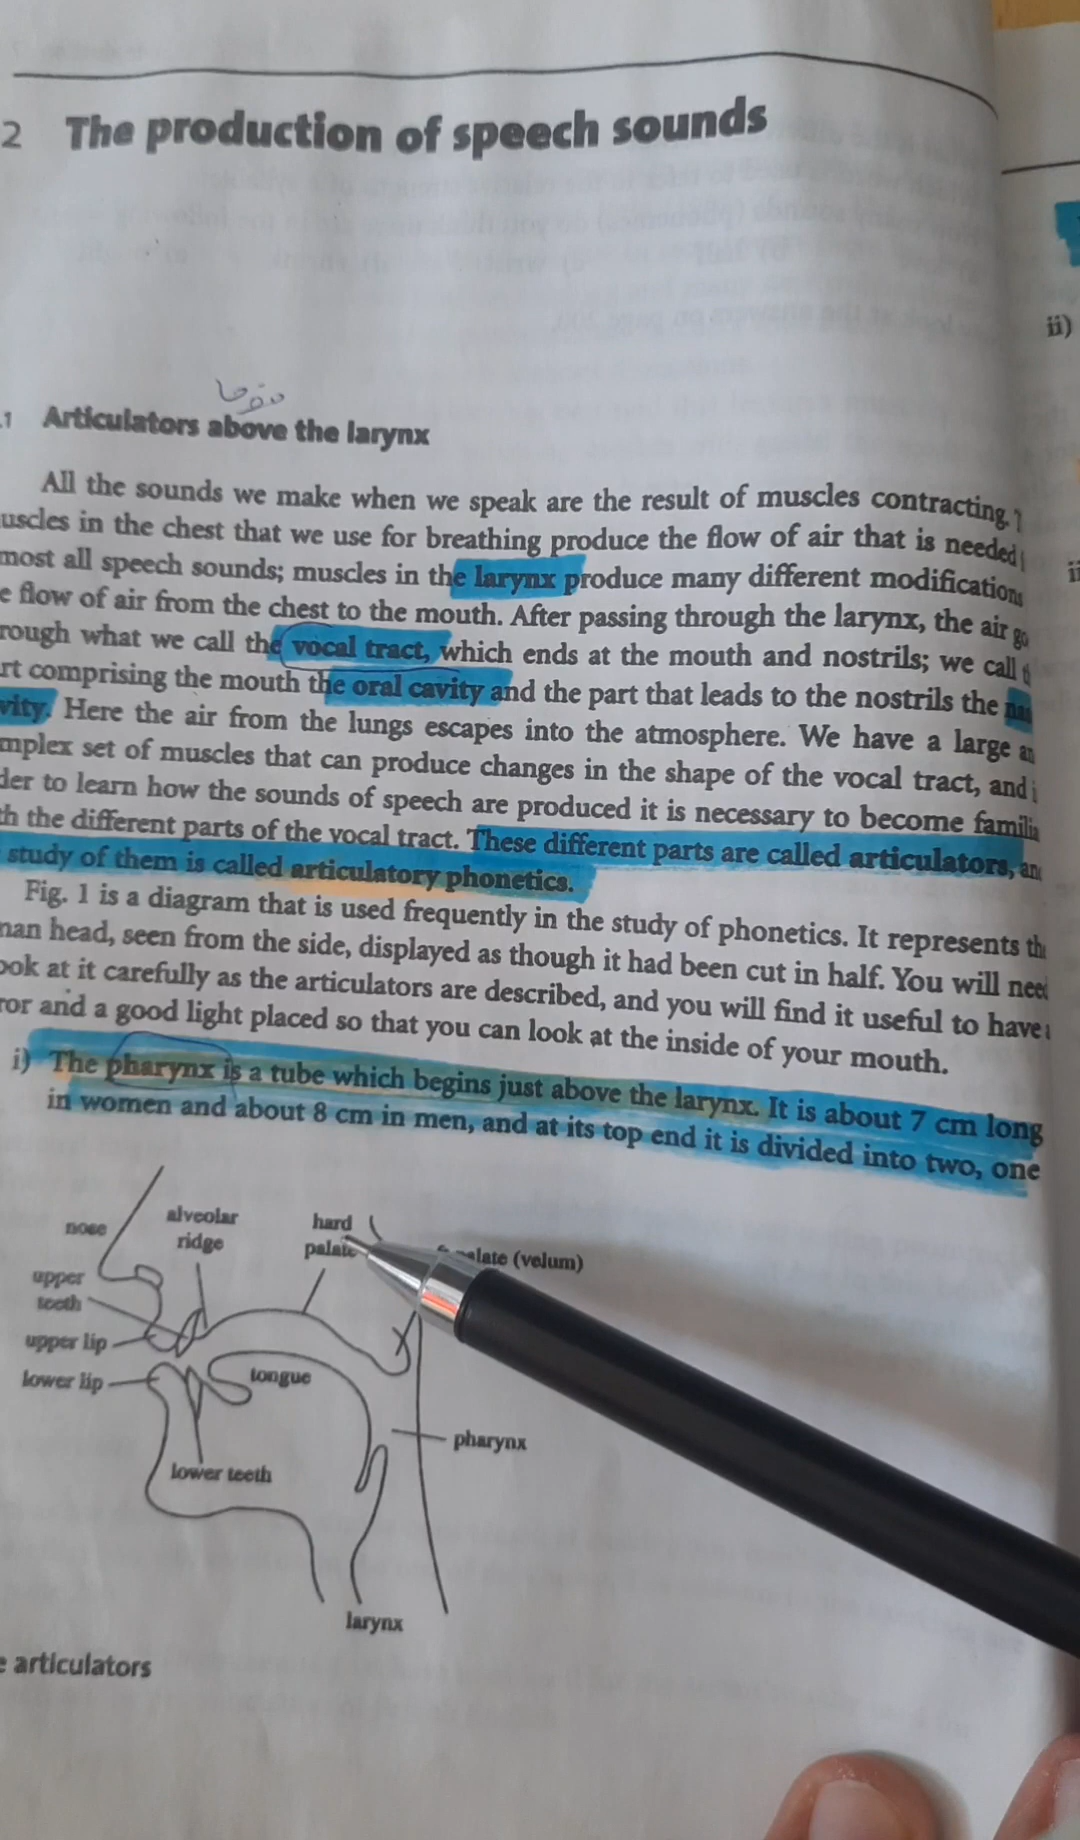 2 The production of speech sounds
فوق
.1 Articulators above the larynx
All the sounds we make when we speak are the result of muscles contracting.
uscles in the chest that we use for breathing produce the flow of air that is needed
most all speech sounds; muscles in the larynx produce many different modifications
e flow of air from the chest to the mouth. After passing through the larynx, the air go
rough what we call the vocal tract, which ends at the mouth and nostrils; we call t
rt comprising the mouth the oral cavity and the part that leads to the nostrils the nas
vity. Here the air from the lungs escapes into the atmosphere. We have a large an
mplex set of muscles that can produce changes in the shape of the vocal tract, and i
der to learn how the sounds of speech are produced it is necessary to become familia
th the different parts of the vocal tract. These different parts are called articulators, an
study of them is called articulatory phonetics.
Fig. 1 is a diagram that is used frequently in the study of phonetics. It represents th
man head, seen from the side, displayed as though it had been cut in half. You will need
ook at it carefully as the articulators are described, and you will find it useful to have a
ror and a good light placed so that you can look at the inside of your mouth.
i) The pharynx is a tube which begins just above the larynx. It is about 7 cm long
in women and about 8 cm in men, and at its top end it is divided into two, one
nose
alveolar
ridge
hard
palate
palate (velum)
upper
teeth
upper lip
lower lip
tongue
pharynx
lower teeth
larynx
e articulators
ii)
ii